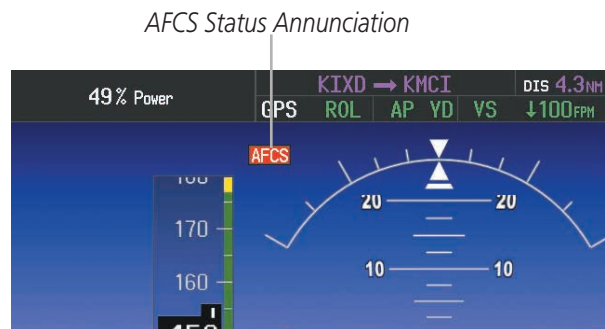 AFCS Status Annunciation
49% Power
KIXD → KMCI DIS 4.3NM
GPS ROL AP YD VS ↓100FPM
AFCS
20 20
170
10 10
160